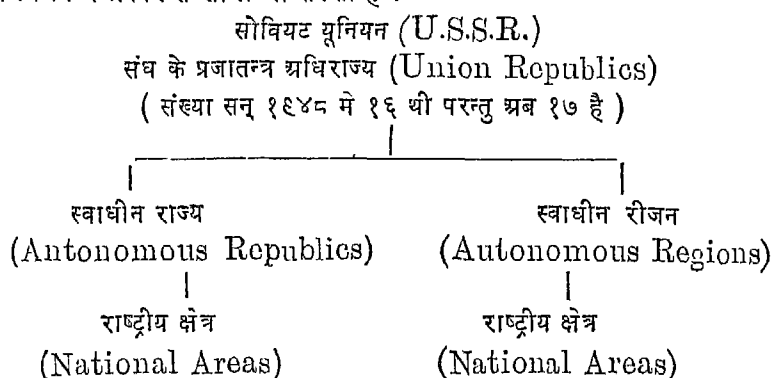 सोवियट यूनियन (U.S.S.R.)
संघ के प्रजातन्त्र अधिराज्य (Union Republics)
( संख्या सन् १९४८ मे १६ थी परन्तु अब १७ है )
स्वाधीन राज्य स्वाधीन रीजन
(Autonomous Republics) (Autonomous Regions)
राष्ट्रीय क्षेत्र राष्ट्रीय क्षेत्र
(National Areas) (National Areas)